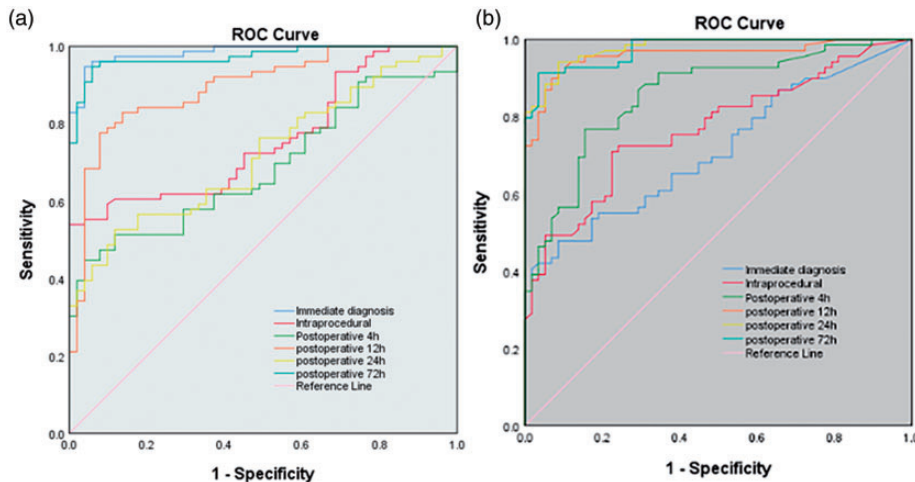 (a)
ROC Curve
Sensitivity
1.0
0.8
0.6
0.4
0.2
0.0
0.0 0.2 0.4 0.6 0.8 1.0
1 - Specificity
Immediate diagnosis
Intraprocedural
Postoperative 4h
postoperative 12h
postoperative 24h
postoperative 72h
Reference Line
(b)
ROC Curve
Sensitivity
1.0
0.8
0.6
0.4
0.2
0.0
0.0 0.2 0.4 0.6 0.8 1.0
1 - Specificity
Immediate diagnosis
Intraprocedural
Postoperative 4h
postoperative 12h
postoperative 24h
postoperative 72h
Reference Line